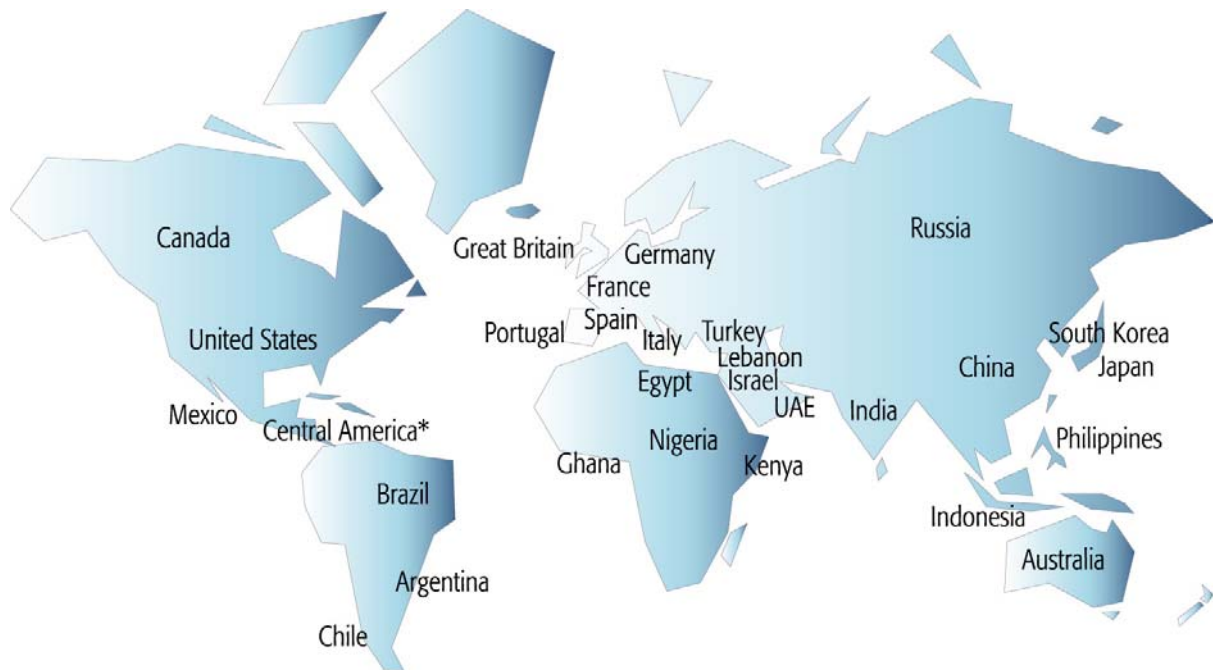 Canada
Russia
Great Britain
Germany
France
Portugal
Spain
Italy
Turkey
United States
South Korea
Lebanon
Japan
China
Egypt
Israel
UAE
India
Mexico
Central America*
Nigeria
Philippines
Ghana
Kenya
Brazil
Indonesia
Australia
Argentina
Chile